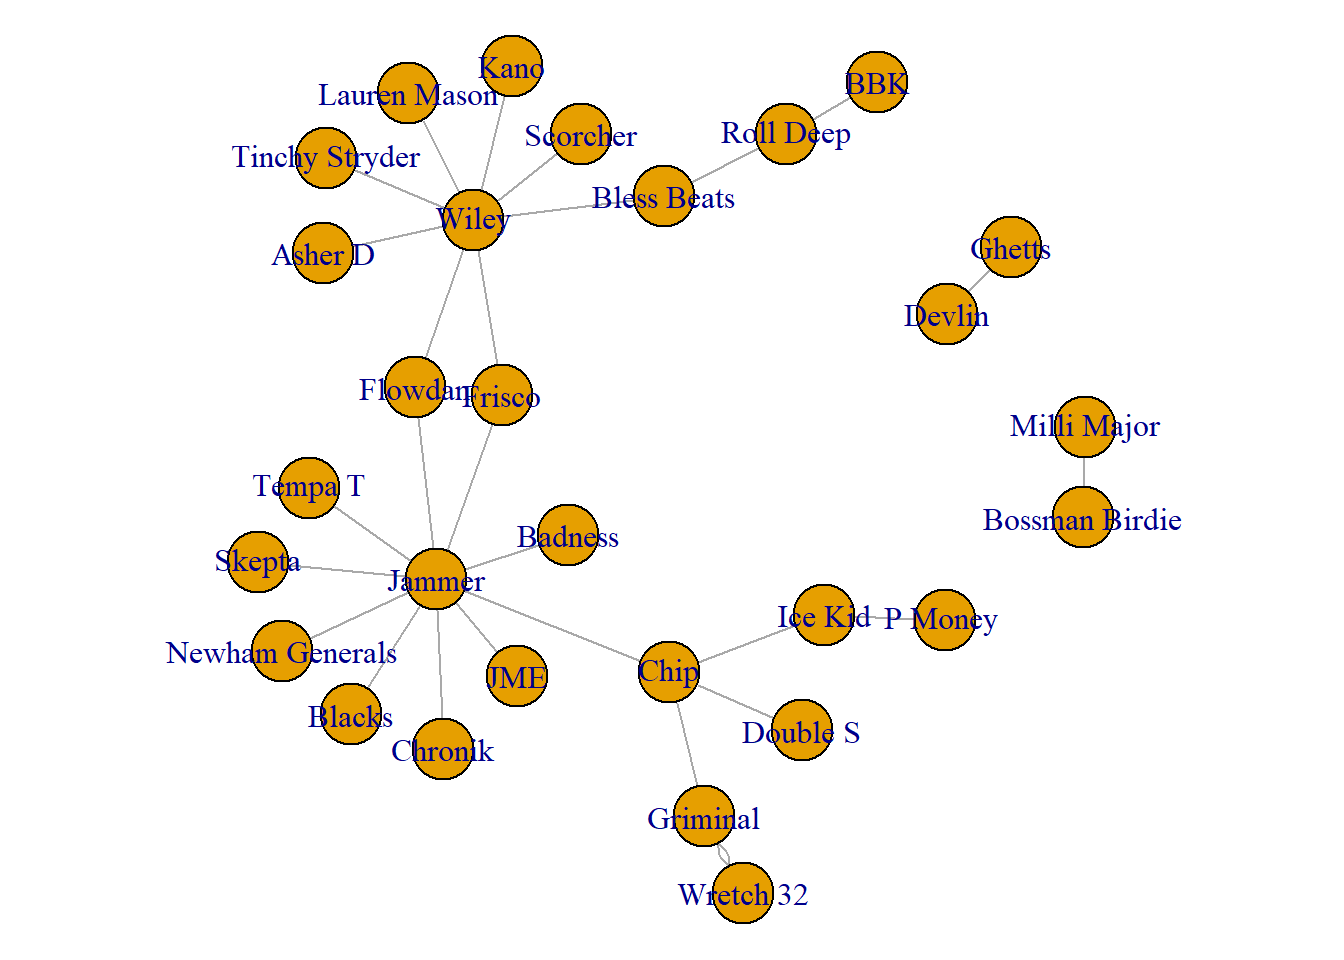 Kano
BBK
Lauren Mason
Scorcher
Roll Deep
Tinchy Stryder
Bless Beats
Wiley
Asher D
Ghetts
Devlin
Flowdan
Frisco
Milli Major
Tempa T
Bossman Birdie
Badness
Skepta
Jammer
Ice Kid
P Money
Newham Generals
Chip
JME
Blacks
Double S
Chronik
Griminal
Wretch 32